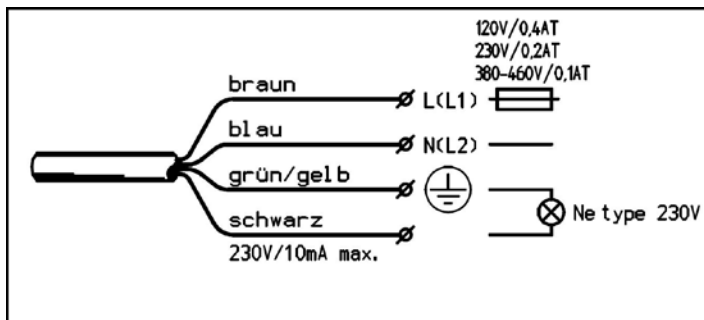 120V/0,4AT
230V/0,2AT
380-460V/0,1AT
braun
L(L1)
blau
N(L2)
grün/gelb
schwarz
Ne type 230V
230V/10mA max.